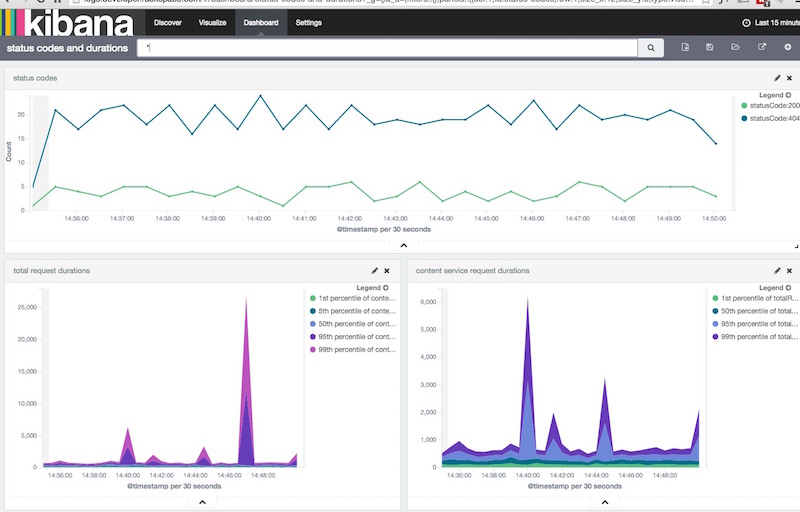 kibana
Discover Visualize Dashboard Settings Last 15 minute
status codes and durations *
status codes
Legend
statusCode:200
statusCode:404
Count
20
15
10
5
0
14:36:00 14:37:00 14:38:00 14:39:00 14:40:00 14:41:00 14:42:00 14:43:00 14:44:00 14:45:00 14:46:00 14:47:00 14:48:00 14:49:00 14:50:00
@timestamp per 30 seconds
total request durations
Legend
1st percentile of conte...
5th percentile of conte...
50th percentile of cont...
95th percentile of cont...
99th percentile of cont...
25,000
20,000
15,000
10,000
5,000
0
14:36:00 14:38:00 14:40:00 14:42:00 14:44:00 14:46:00 14:48:00
@timestamp per 30 seconds
content service request durations
Legend
1st percentile of totalR...
50th percentile of total...
95th percentile of total...
99th percentile of total...
6,000
5,000
4,000
3,000
2,000
1,000
0
14:36:00 14:38:00 14:40:00 14:42:00 14:44:00 14:46:00 14:48:00
@timestamp per 30 seconds